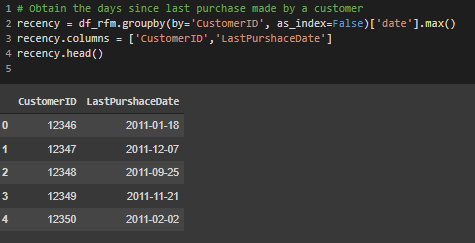 1 # Obtain the days since last purchase made by a customer
2 recency = df_rfm.groupby(by='CustomerID', as_index=False)['date'].max()
3 recency.columns = ['CustomerID','LastPurshaceDate']
4 recency.head()
5
CustomerID LastPurshaceDate
0 12346 2011-01-18
1 12347 2011-12-07
2 12348 2011-09-25
3 12349 2011-11-21
4 12350 2011-02-02